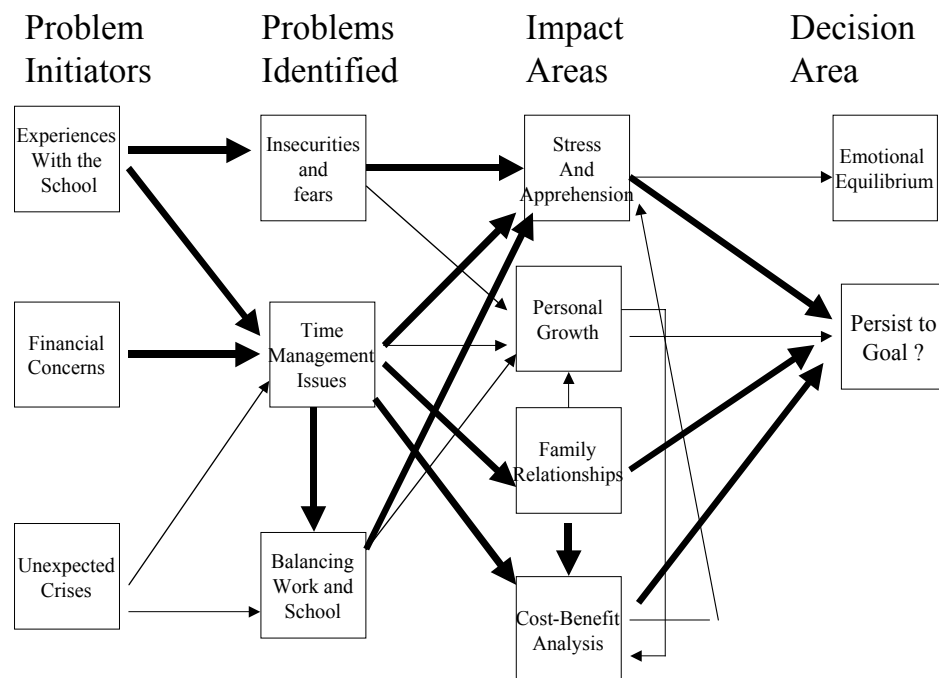 Problem
Initiators
Problems
Identified
Impact
Areas
Decision
Area
Experiences
With the
School
Insecurities
and
fears
Stress
And
Apprehension
Emotional
Equilibrium
Financial
Concerns
Time
Management
Issues
Personal
Growth
Persist to
Goal ?
Family
Relationships
Unexpected
Crises
Balancing
Work and
School
Cost-Benefit
Analysis